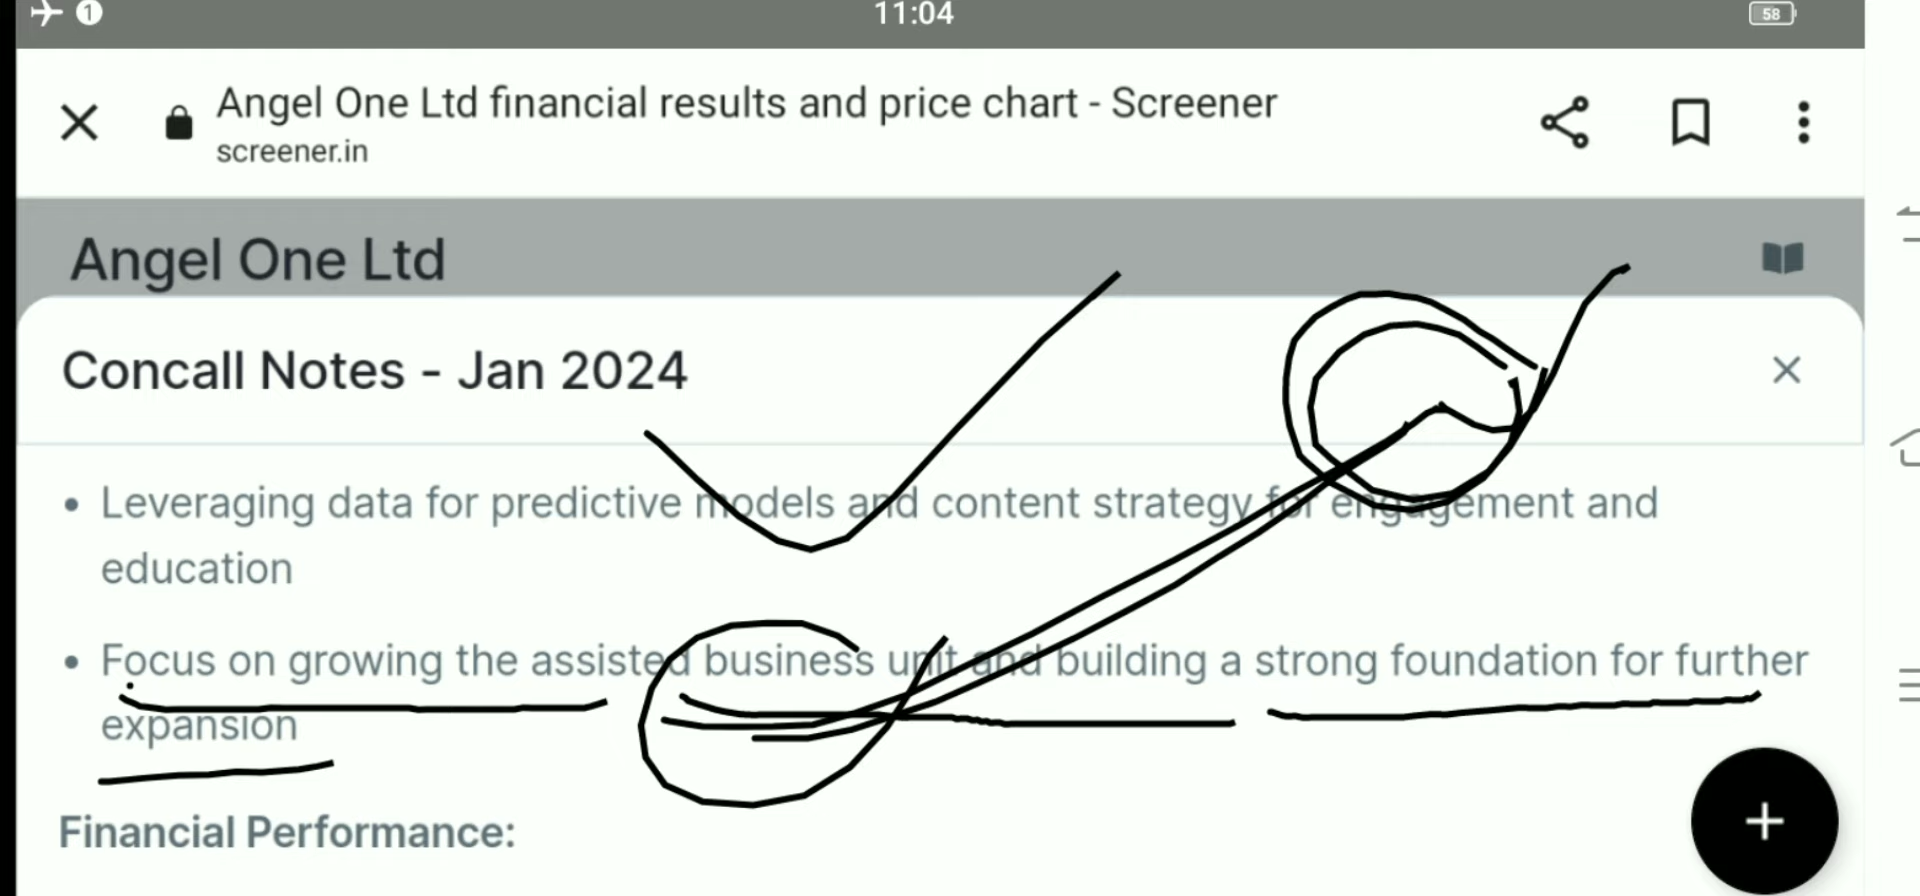 1
11:04
58
Angel One Ltd financial results and price chart - Screener
screener.in
Angel One Ltd
Concall Notes - Jan 2024
• Leveraging data for predictive models and content strategy for engagement and
education
• Focus on growing the assisted business unit and building a strong foundation for further
expansion
Financial Performance: